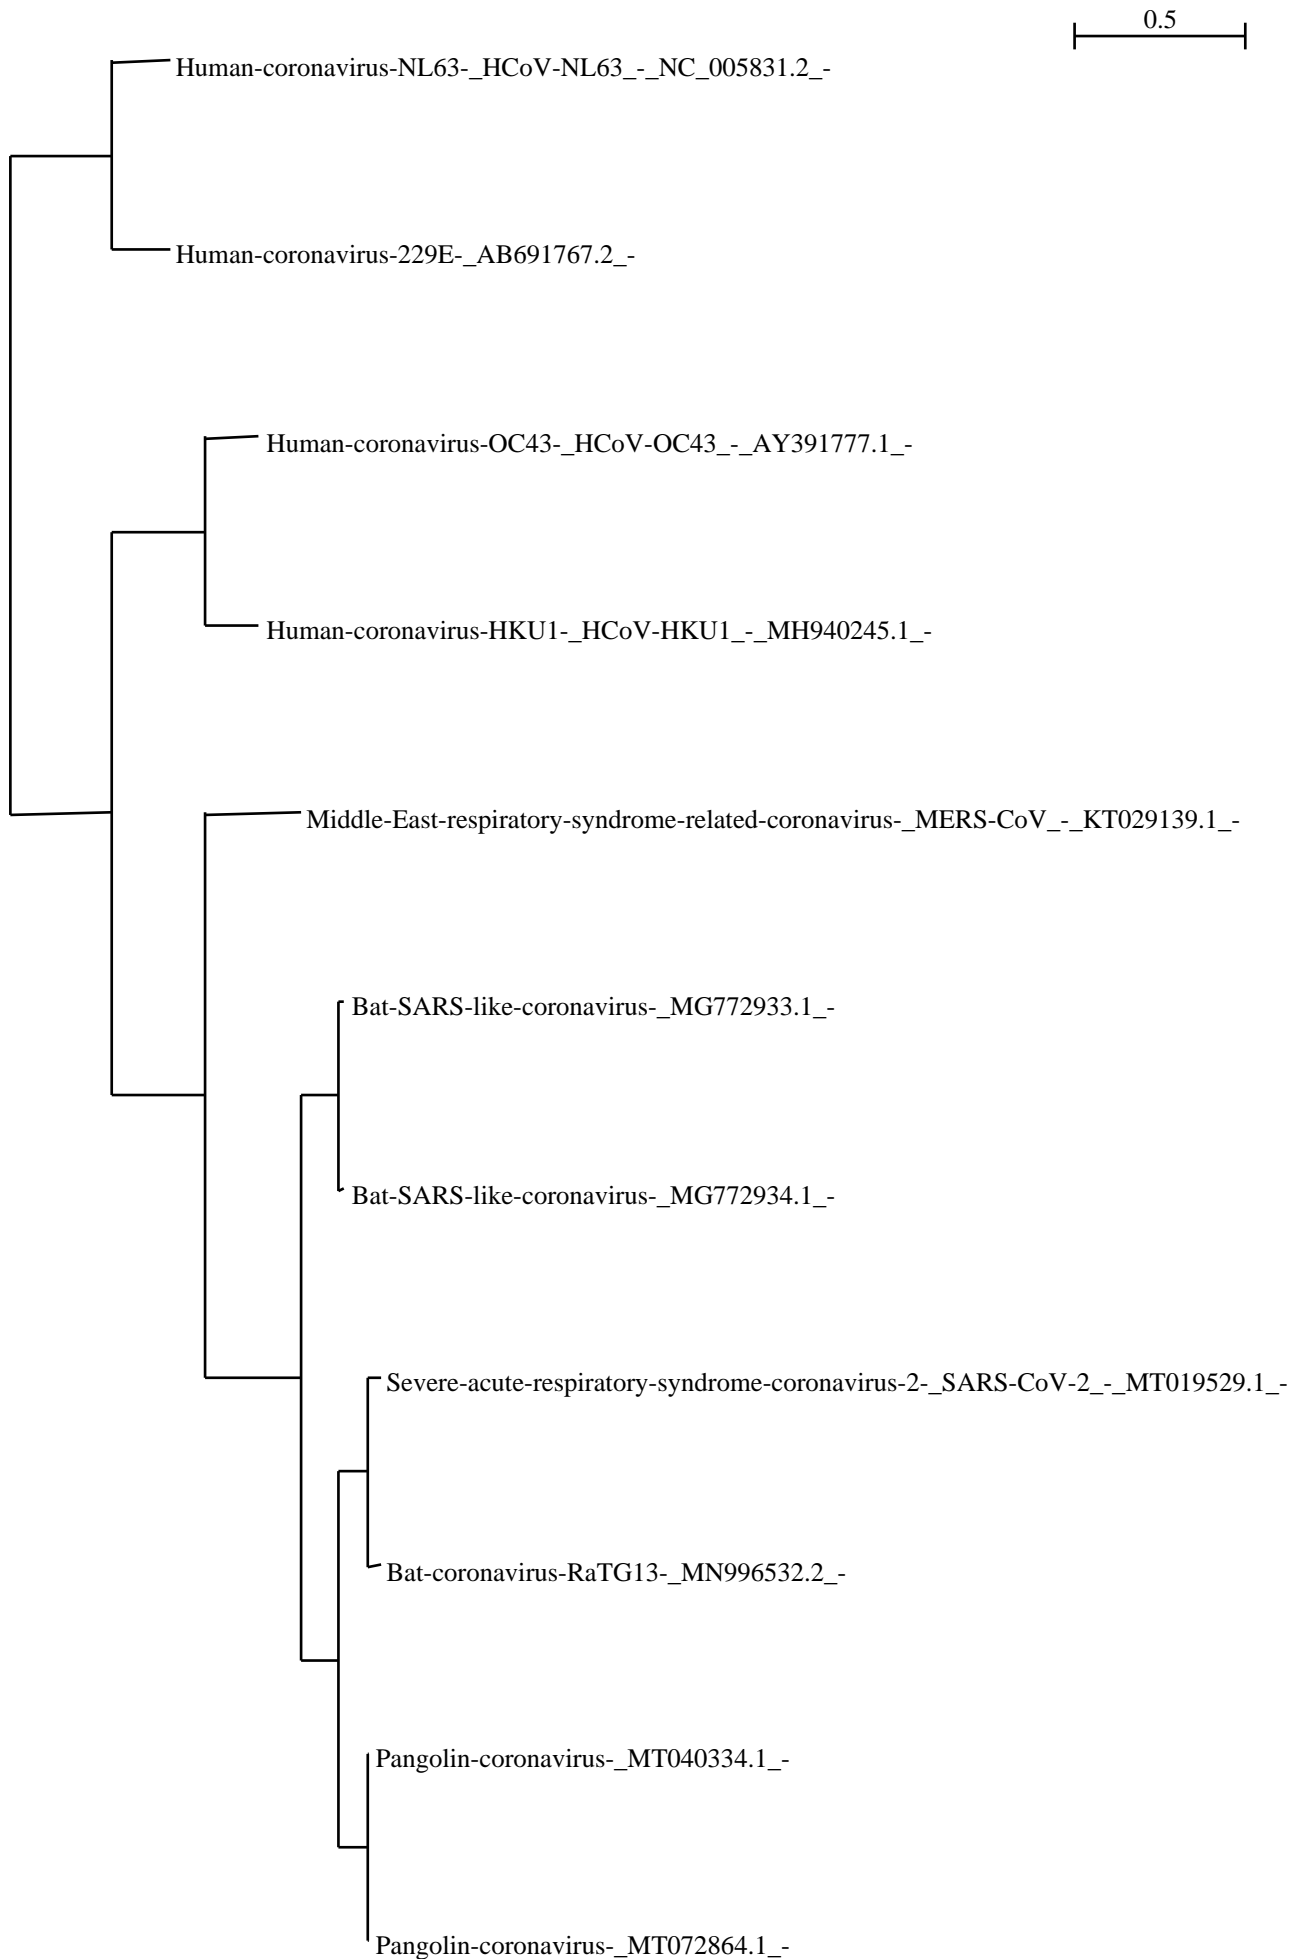 0.5
Human-coronavirus-NL63-_HCoV-NL63_-_NC_005831.2_-
Human-coronavirus-229E-_AB691767.2_-
Human-coronavirus-OC43-_HCoV-OC43_-_AY391777.1_-
Human-coronavirus-HKU1-_HCoV-HKU1_-_MH940245.1_-
Middle-East-respiratory-syndrome-related-coronavirus-_MERS-CoV_-_KT029139.1_-
Bat-SARS-like-coronavirus-_MG772933.1_-
Bat-SARS-like-coronavirus-_MG772934.1_-
Severe-acute-respiratory-syndrome-coronavirus-2-_SARS-CoV-2_-_MT019529.1_-
Bat-coronavirus-RaTG13-_MN996532.2_-
Pangolin-coronavirus-_MT040334.1_-
Pangolin-coronavirus-_MT072864.1_-